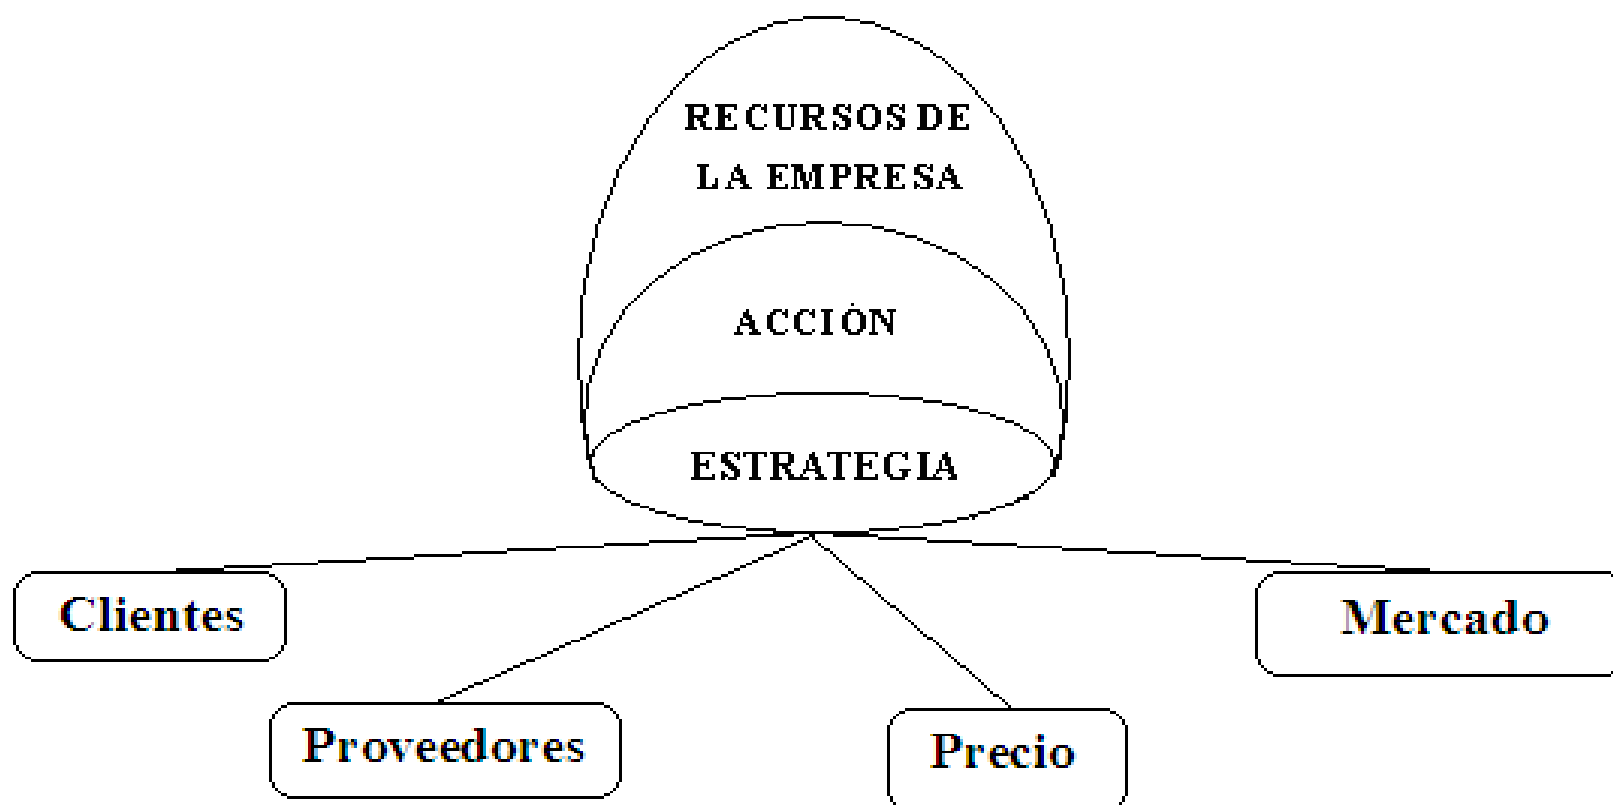 RECURSOS DE
LA EMPRESA
ACCIÓN
ESTRATEGIA
Clientes
Mercado
Proveedores
Precio